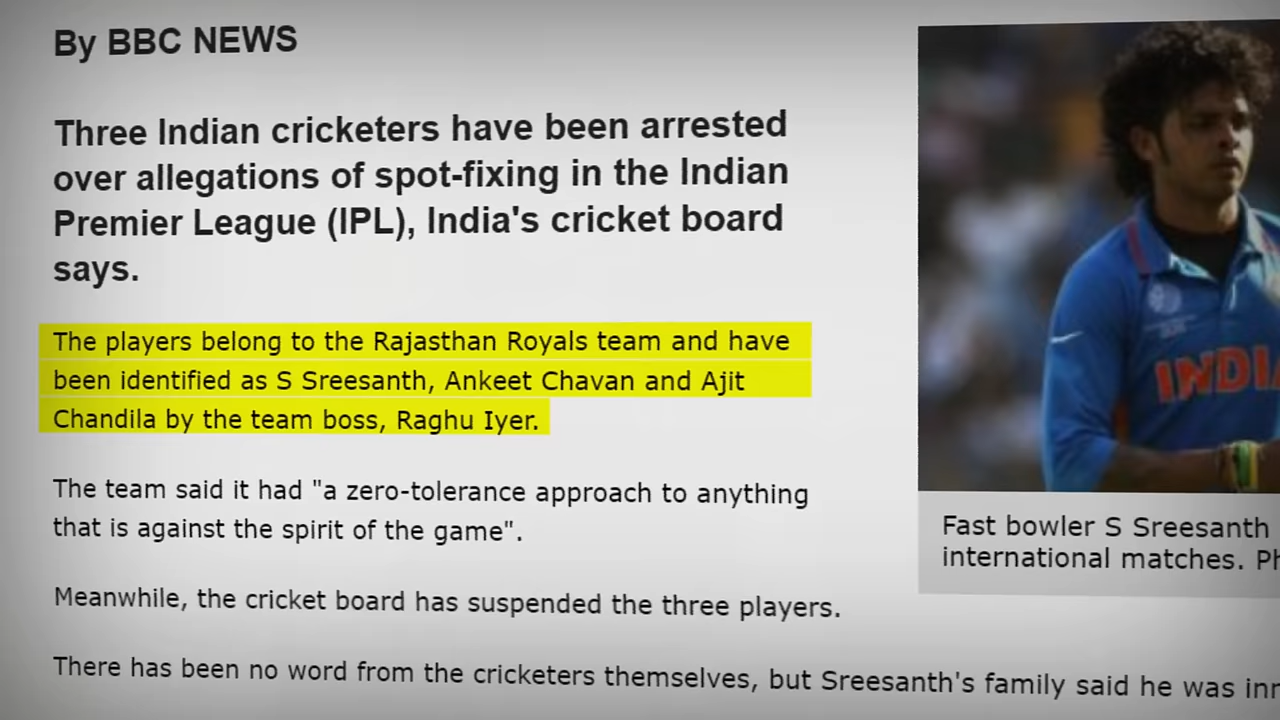 By BBC NEWS
Three Indian cricketers have been arrested
over allegations of spot-fixing in the Indian
Premier League (IPL), India's cricket board
says.
The players belong to the Rajasthan Royals team and have
been identified as S Sreesanth, Ankeet Chavan and Ajit
Chandila by the team boss, Raghu Iyer.
The team said it had "a zero-tolerance approach to anything
that is against the spirit of the game".
Meanwhile, the cricket board has suspended the three players.
There has been no word from the cricketers themselves, but Sreesanth's family said he was
INDIA
Fast bowler S Sreesanth
international matches.